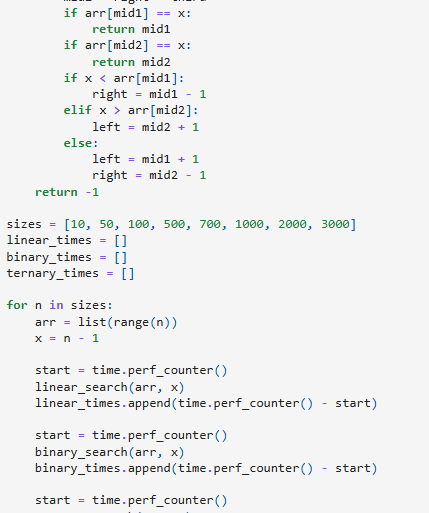 if arr[mid1] == x:
            return mid1
        if arr[mid2] == x:
            return mid2
        if x < arr[mid1]:
            right = mid1 - 1
        elif x > arr[mid2]:
            left = mid2 + 1
        else:
            left = mid1 + 1
            right = mid2 - 1
    return -1

sizes = [10, 50, 100, 500, 700, 1000, 2000, 3000]
linear_times = []
binary_times = []
ternary_times = []

for n in sizes:
    arr = list(range(n))
    x = n - 1

    start = time.perf_counter()
    linear_search(arr, x)
    linear_times.append(time.perf_counter() - start)

    start = time.perf_counter()
    binary_search(arr, x)
    binary_times.append(time.perf_counter() - start)

    start = time.perf_counter()